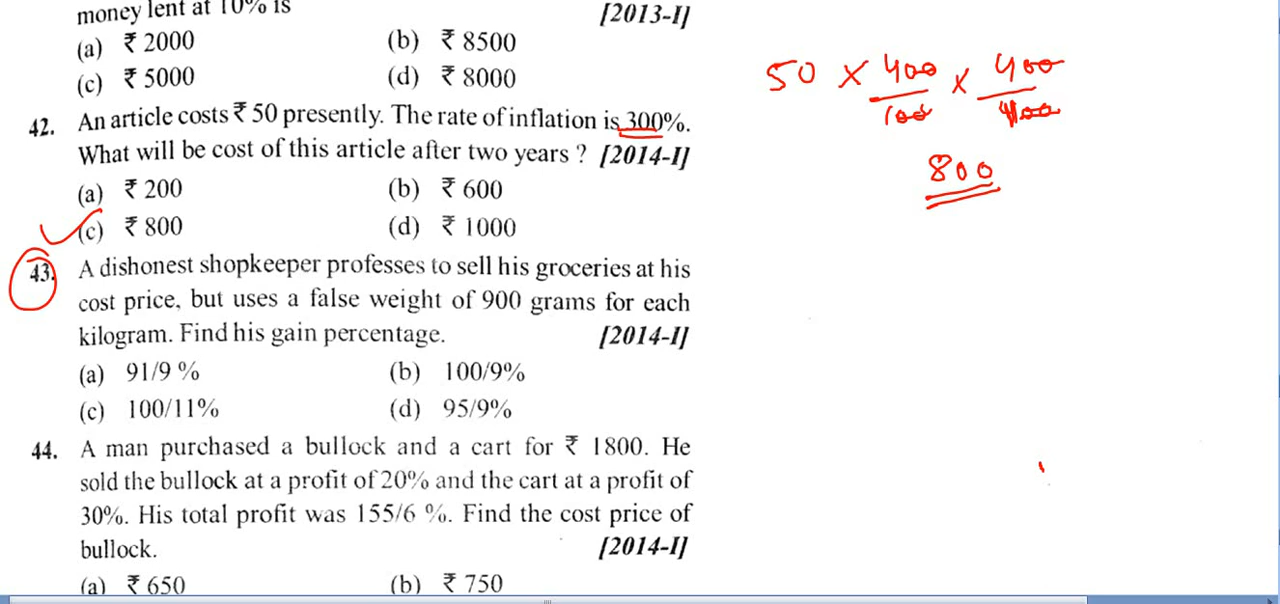 money lent at 10% is [2013-I]
(a) ₹ 2000 (b) ₹ 8500
(c) ₹ 5000 (d) ₹ 8000
42. An article costs ₹ 50 presently. The rate of inflation is 300%.
What will be cost of this article after two years ? [2014-I]
(a) ₹ 200 (b) ₹ 600
(c) ₹ 800 (d) ₹ 1000
43. A dishonest shopkeeper professes to sell his groceries at his
cost price, but uses a false weight of 900 grams for each
kilogram. Find his gain percentage. [2014-I]
(a) 91/9 % (b) 100/9%
(c) 100/11% (d) 95/9%
44. A man purchased a bullock and a cart for ₹ 1800. He
sold the bullock at a profit of 20% and the cart at a profit of
30%. His total profit was 155/6 %. Find the cost price of
bullock. [2014-I]
(a) ₹ 650 (b) ₹ 750
50 × 400/100 × 400/100
800